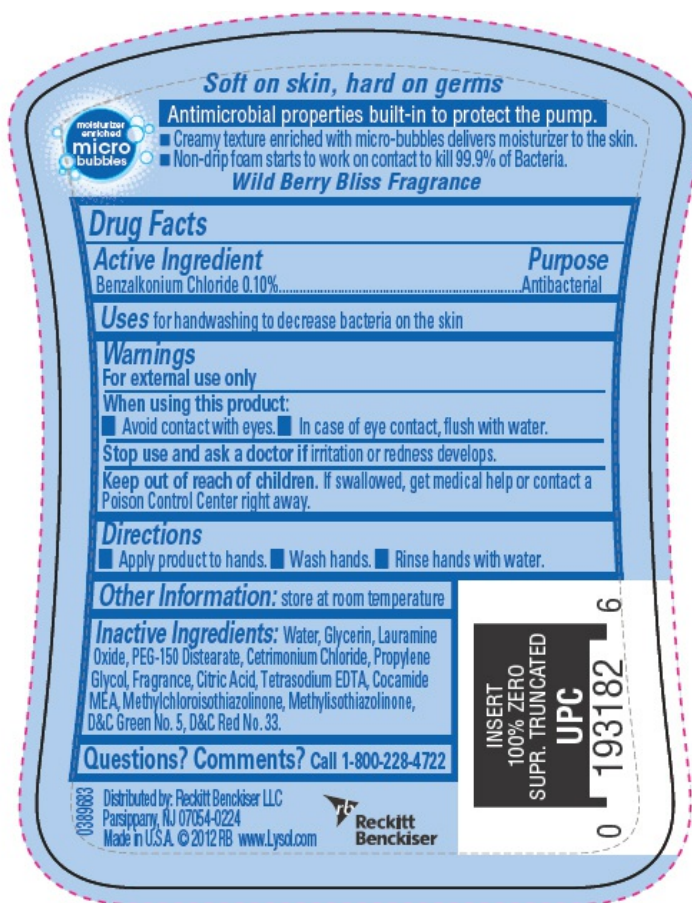 Soft on skin, hard on germs
moisturizer
enriched
micro
bubbles
Antimicrobial properties built-in to protect the pump.
■ Creamy texture enriched with micro-bubbles delivers moisturizer to the skin.
■ Non-drip foam starts to work on contact to kill 99.9% of Bacteria.
Wild Berry Bliss Fragrance
Drug Facts
Active Ingredient Purpose
Benzalkonium Chloride 0.10%........................................................................Antibacterial
Uses for handwashing to decrease bacteria on the skin
Warnings
For external use only
When using this product:
■ Avoid contact with eyes. ■ In case of eye contact, flush with water.
Stop use and ask a doctor if irritation or redness develops.
Keep out of reach of children. If swallowed, get medical help or contact a
Poison Control Center right away.
Directions
■ Apply product to hands. ■ Wash hands. ■ Rinse hands with water.
Other Information: store at room temperature
Inactive Ingredients: Water, Glycerin, Lauramine
Oxide, PEG-150 Distearate, Cetrimonium Chloride, Propylene
Glycol, Fragrance, Citric Acid, Tetrasodium EDTA, Cocamide
MEA, Methylchloroisothiazolinone, Methylisothiazolinone,
D&C Green No. 5, D&C Red No. 33.
Questions? Comments? Call 1-800-228-4722
INSERT
100% ZERO
SUPR. TRUNCATED
UPC
0 193182 6
0389683
Distributed by: Reckitt Benckiser LLC
Parsippany, NJ 07054-0224
Made in U.S.A. © 2012 RB www.Lysol.com
rb
Reckitt
Benckiser